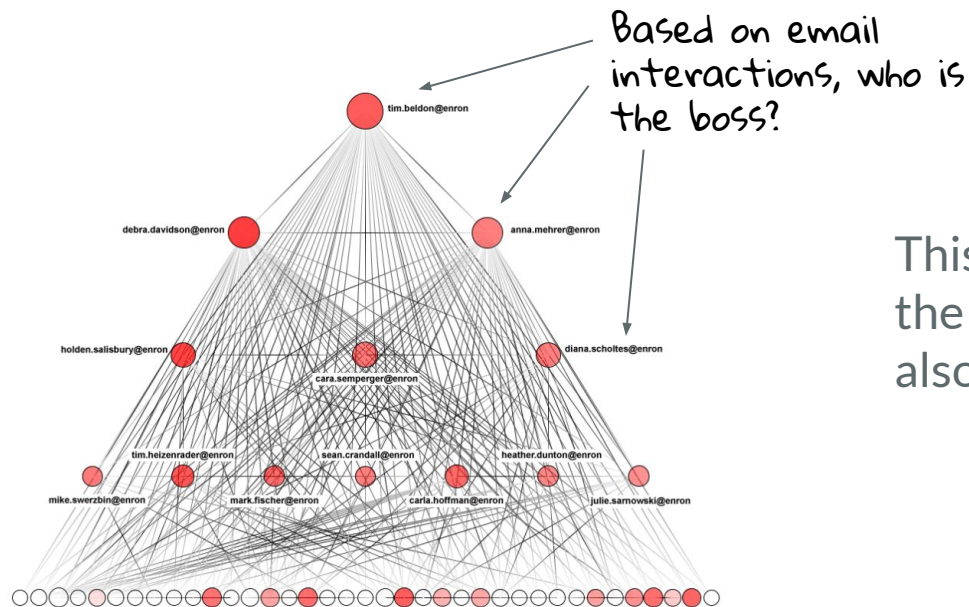 Based on email
interactions, who is
the boss?
tim.beldon@enron
debra.davidson@enron
anna.mehrer@enron
This
the
also
holden.salisbury@enron
diana.scholtes@enron
cara.semperger@enron
tim.heizenrader@enron
sean.crandall@enron
heather.dunton@enron
mike.swerzbin@enron
mark.fischer@enron
carla.hoffman@enron
julie.sarnowski@enron